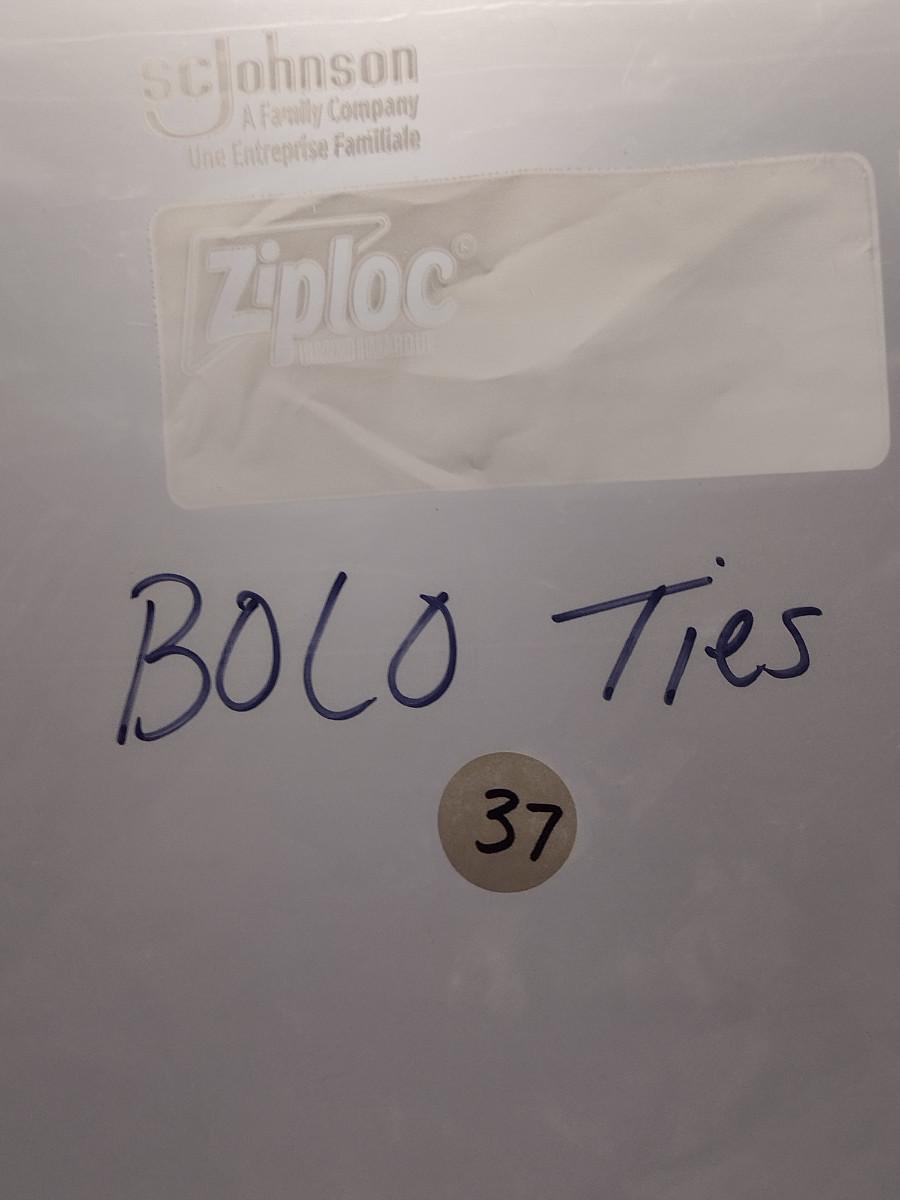 scJohnson
A Family Company
Une Entreprise Familiale
Ziploc®
BOLO Ties
37